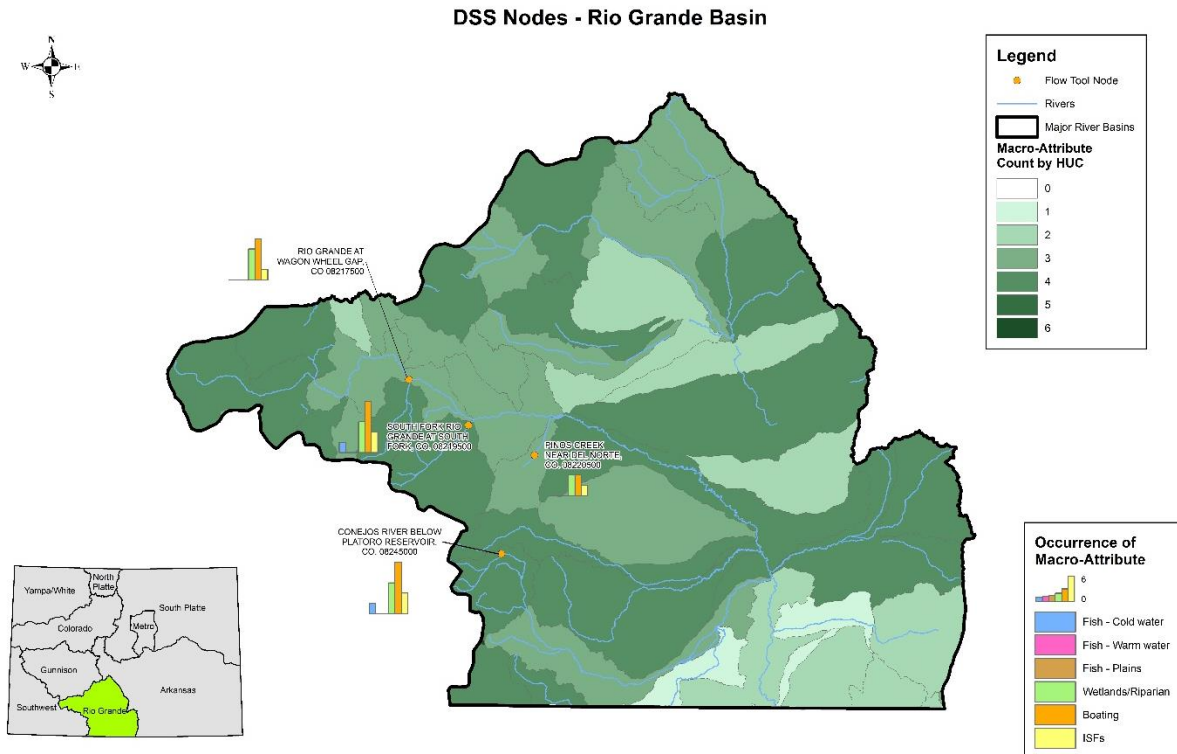 DSS Nodes - Rio Grande Basin
N
W
E
S
Legend
Flow Tool Node
Rivers
Major River Basins
Macro-Attribute
Count by HUC
0
1
2
3
4
5
6
RIO GRANDE AT
WAGON WHEEL GAP,
CO 08217500
SOUTH FORK RIO
GRANDE AT SOUTH
FORK, CO. 08219500
PINOS CREEK
NEAR DEL NORTE,
CO. 08220500
CONEJOS RIVER BELOW
PLATORO RESERVOIR,
CO. 08245000
Yampa/White
North
Platte
South Platte
Metro
Colorado
Gunnison
Arkansas
Southwest
Rio Grande
Occurrence of
Macro-Attribute
6
0
Fish - Cold water
Fish - Warm water
Fish - Plains
Wetlands/Riparian
Boating
ISFs